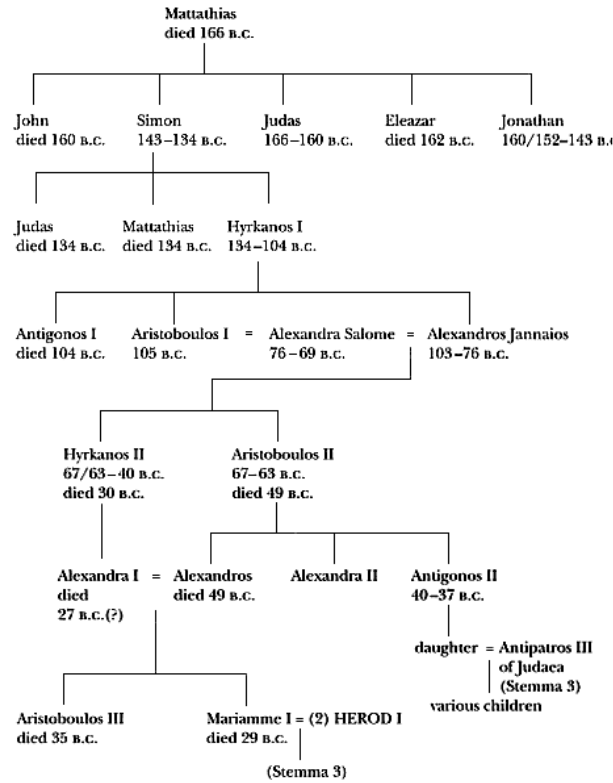 Mattathias
died 166 B.C.
John
died 160 B.C.
Simon
143–134 B.C.
Judas
166–160 B.C.
Eleazar
died 162 B.C.
Jonathan
160/152–143 B.C
Judas
died 134 B.C.
Mattathias
died 134 B.C.
Hyrkanos I
134–104 B.C.
Antigonos I
died 104 B.C.
Aristoboulos I =
105 B.C.
Alexandra Salome =
76–69 B.C.
Alexandros Jannaios
103–76 B.C.
Hyrkanos II
67/63–40 B.C.
died 30 B.C.
Aristoboulos II
67–63 B.C.
died 49 B.C.
Alexandra I =
died
27 B.C.(?)
Alexandros
died 49 B.C.
Alexandra II
Antigonos II
40–37 B.C.
daughter = Antipatros III
of Judaea
(Stemma 3)
various children
Aristoboulos III
died 35 B.C.
Mariamme I = (2) HEROD I
died 29 B.C.
(Stemma 3)